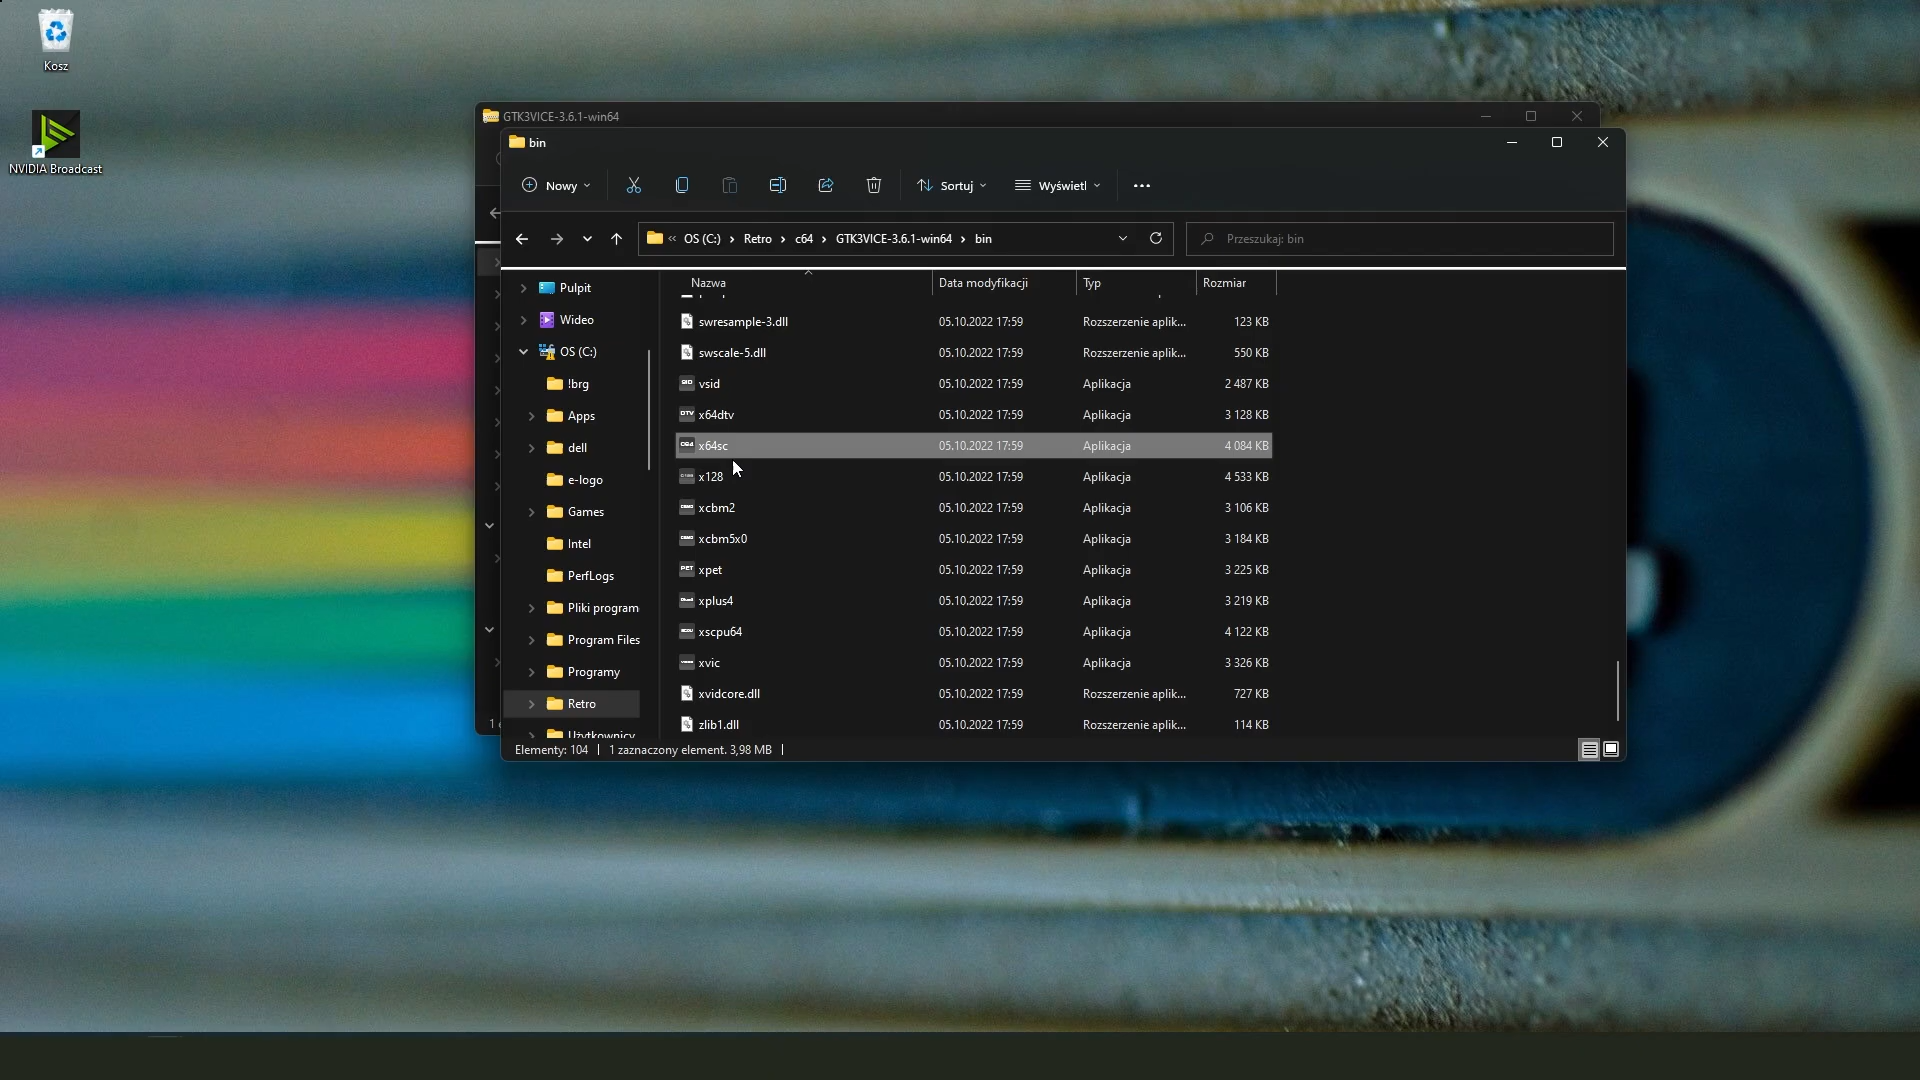 Kosz
NVIDIA Broadcast
GTK3VICE-3.6.1-win64
bin
Nowy
Sortuj
Wyświetl
OS (C:) › Retro › c64 › GTK3VICE-3.6.1-win64 › bin
Przeszukaj: bin
Nazwa Data modyfikacji Typ Rozmiar
Pulpit
Wideo
OS (C:)
!brg
Apps
dell
e-logo
Games
Intel
PerfLogs
Pliki program
Program Files
Programy
Retro
Użytkownicy
swresample-3.dll 05.10.2022 17:59 Rozszerzenie aplik... 123 KB
swscale-5.dll 05.10.2022 17:59 Rozszerzenie aplik... 550 KB
vsid 05.10.2022 17:59 Aplikacja 2 487 KB
x64dtv 05.10.2022 17:59 Aplikacja 3 128 KB
x64sc 05.10.2022 17:59 Aplikacja 4 084 KB
x128 05.10.2022 17:59 Aplikacja 4 533 KB
xcbm2 05.10.2022 17:59 Aplikacja 3 106 KB
xcbm5x0 05.10.2022 17:59 Aplikacja 3 184 KB
xpet 05.10.2022 17:59 Aplikacja 3 225 KB
xplus4 05.10.2022 17:59 Aplikacja 3 219 KB
xscpu64 05.10.2022 17:59 Aplikacja 4 122 KB
xvic 05.10.2022 17:59 Aplikacja 3 326 KB
xvidcore.dll 05.10.2022 17:59 Rozszerzenie aplik... 727 KB
zlib1.dll 05.10.2022 17:59 Rozszerzenie aplik... 114 KB
Elementy: 104 | 1 zaznaczony element. 3,98 MB |